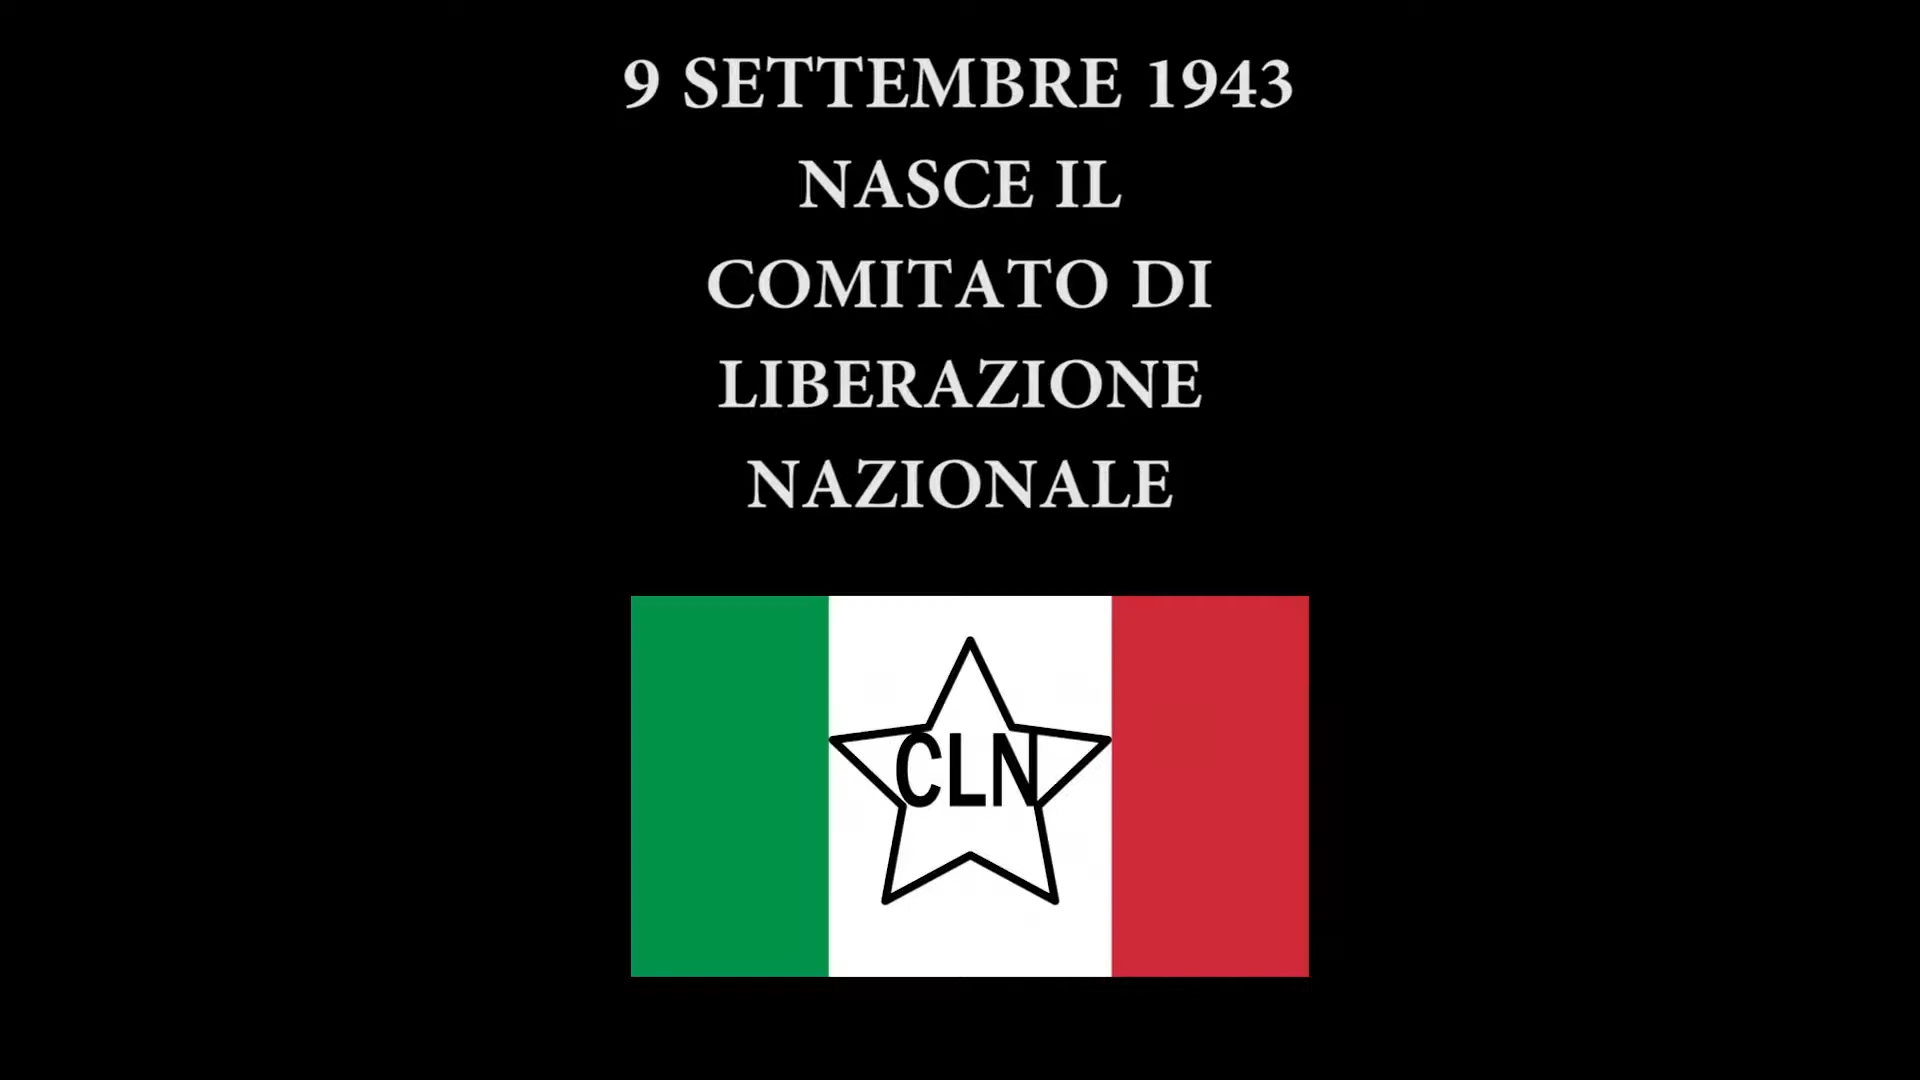 9 SETTEMBRE 1943
NASCE IL
COMITATO DI
LIBERAZIONE
NAZIONALE
CLN